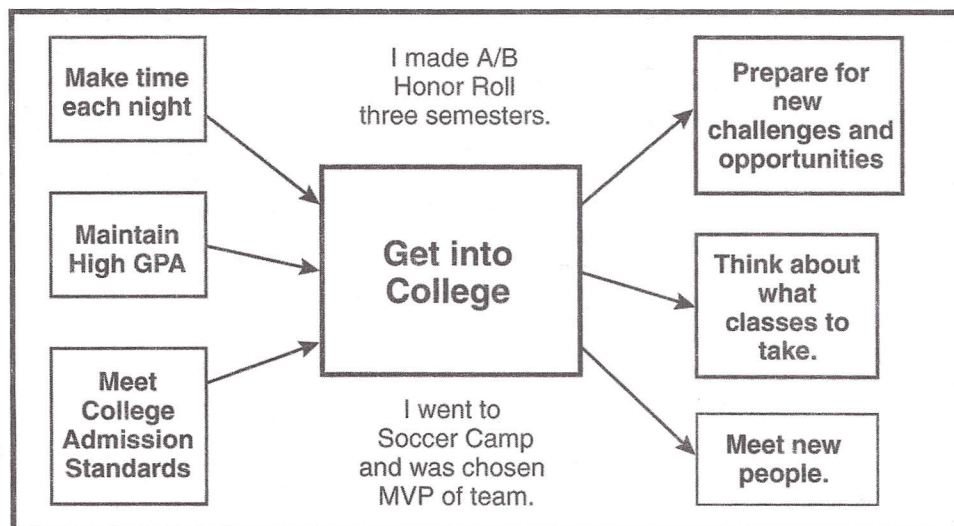 Make time
each night
Maintain
High GPA
Meet
College
Admission
Standards
I made A/B
Honor Roll
three semesters.
Get into
College
I went to
Soccer Camp
and was chosen
MVP of team.
Prepare for
new
challenges and
opportunities
Think about
what
classes to
take.
Meet new
people.